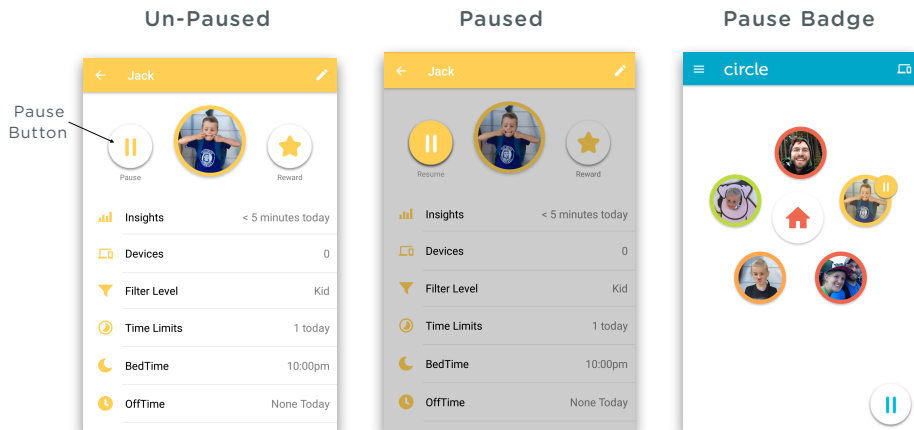 Un-Paused
Paused
Pause Badge
Pause
Button
Jack
Pause
Reward
Insights < 5 minutes today
Devices 0
Filter Level Kid
Time Limits 1 today
BedTime 10:00pm
OffTime None Today
Jack
Resume
Reward
Insights < 5 minutes today
Devices 0
Filter Level Kid
Time Limits 1 today
BedTime 10:00pm
OffTime None Today
circle